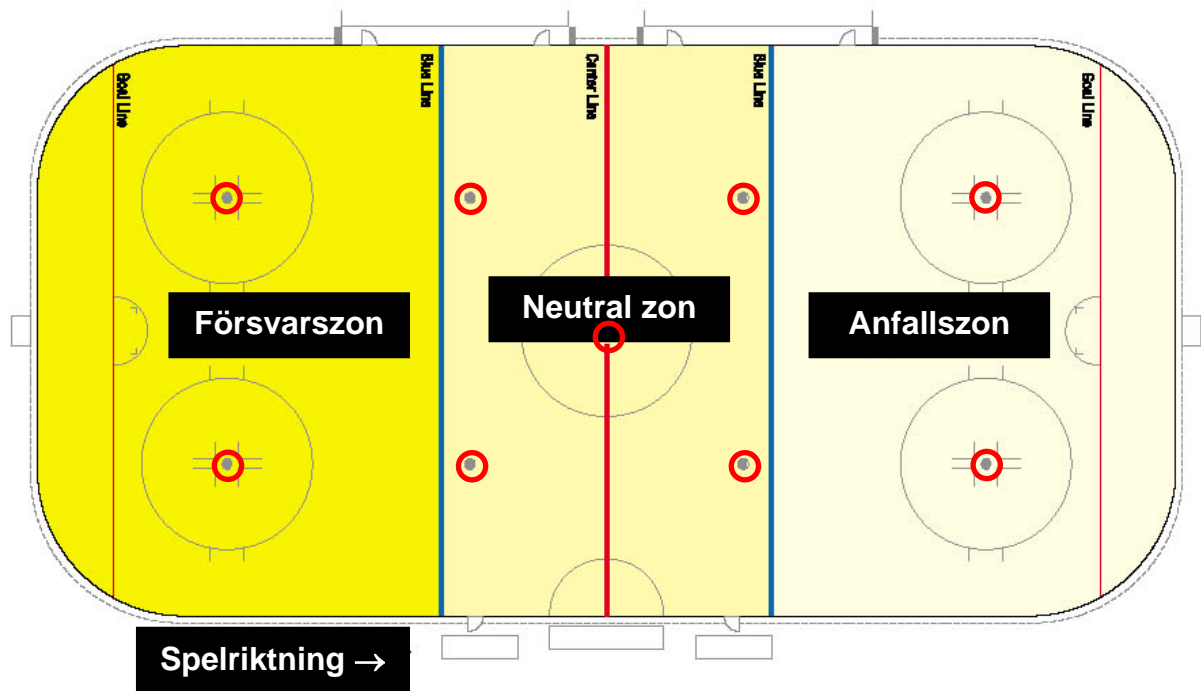 Goal Line
Blue Line
Center Line
Blue Line
Goal Line
Försvarszon
Neutral zon
Anfallszon
Spelriktning →